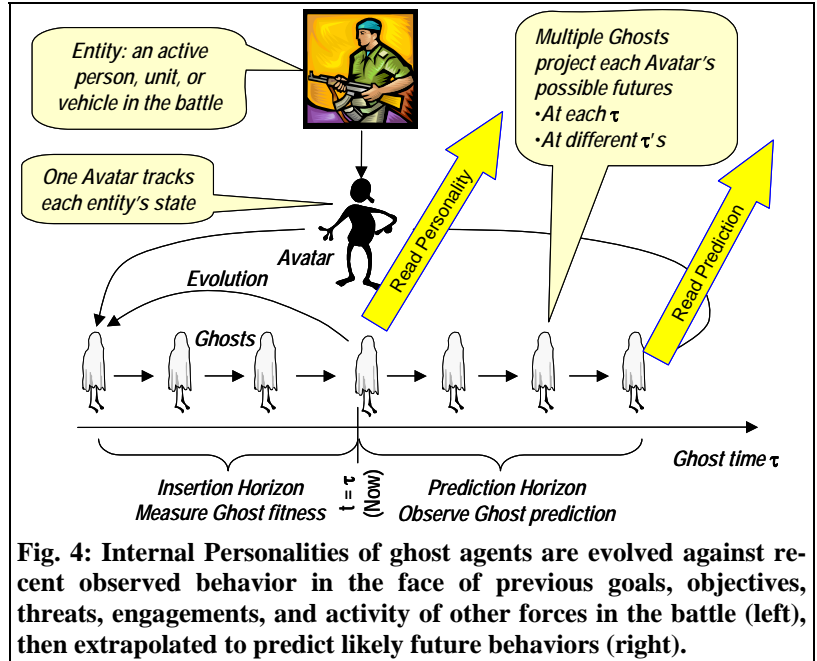 Entity: an active
person, unit, or
vehicle in the battle
Multiple Ghosts
project each Avatar's
possible futures
•At each τ
•At different τ's
One Avatar tracks
each entity's state
Avatar
Read Personality
Read Prediction
Evolution
Ghosts
Ghost time τ
Insertion Horizon
Measure Ghost fitness
t = τ
(Now)
Prediction Horizon
Observe Ghost prediction
Fig. 4: Internal Personalities of ghost agents are evolved against re-
cent observed behavior in the face of previous goals, objectives,
threats, engagements, and activity of other forces in the battle (left),
then extrapolated to predict likely future behaviors (right).